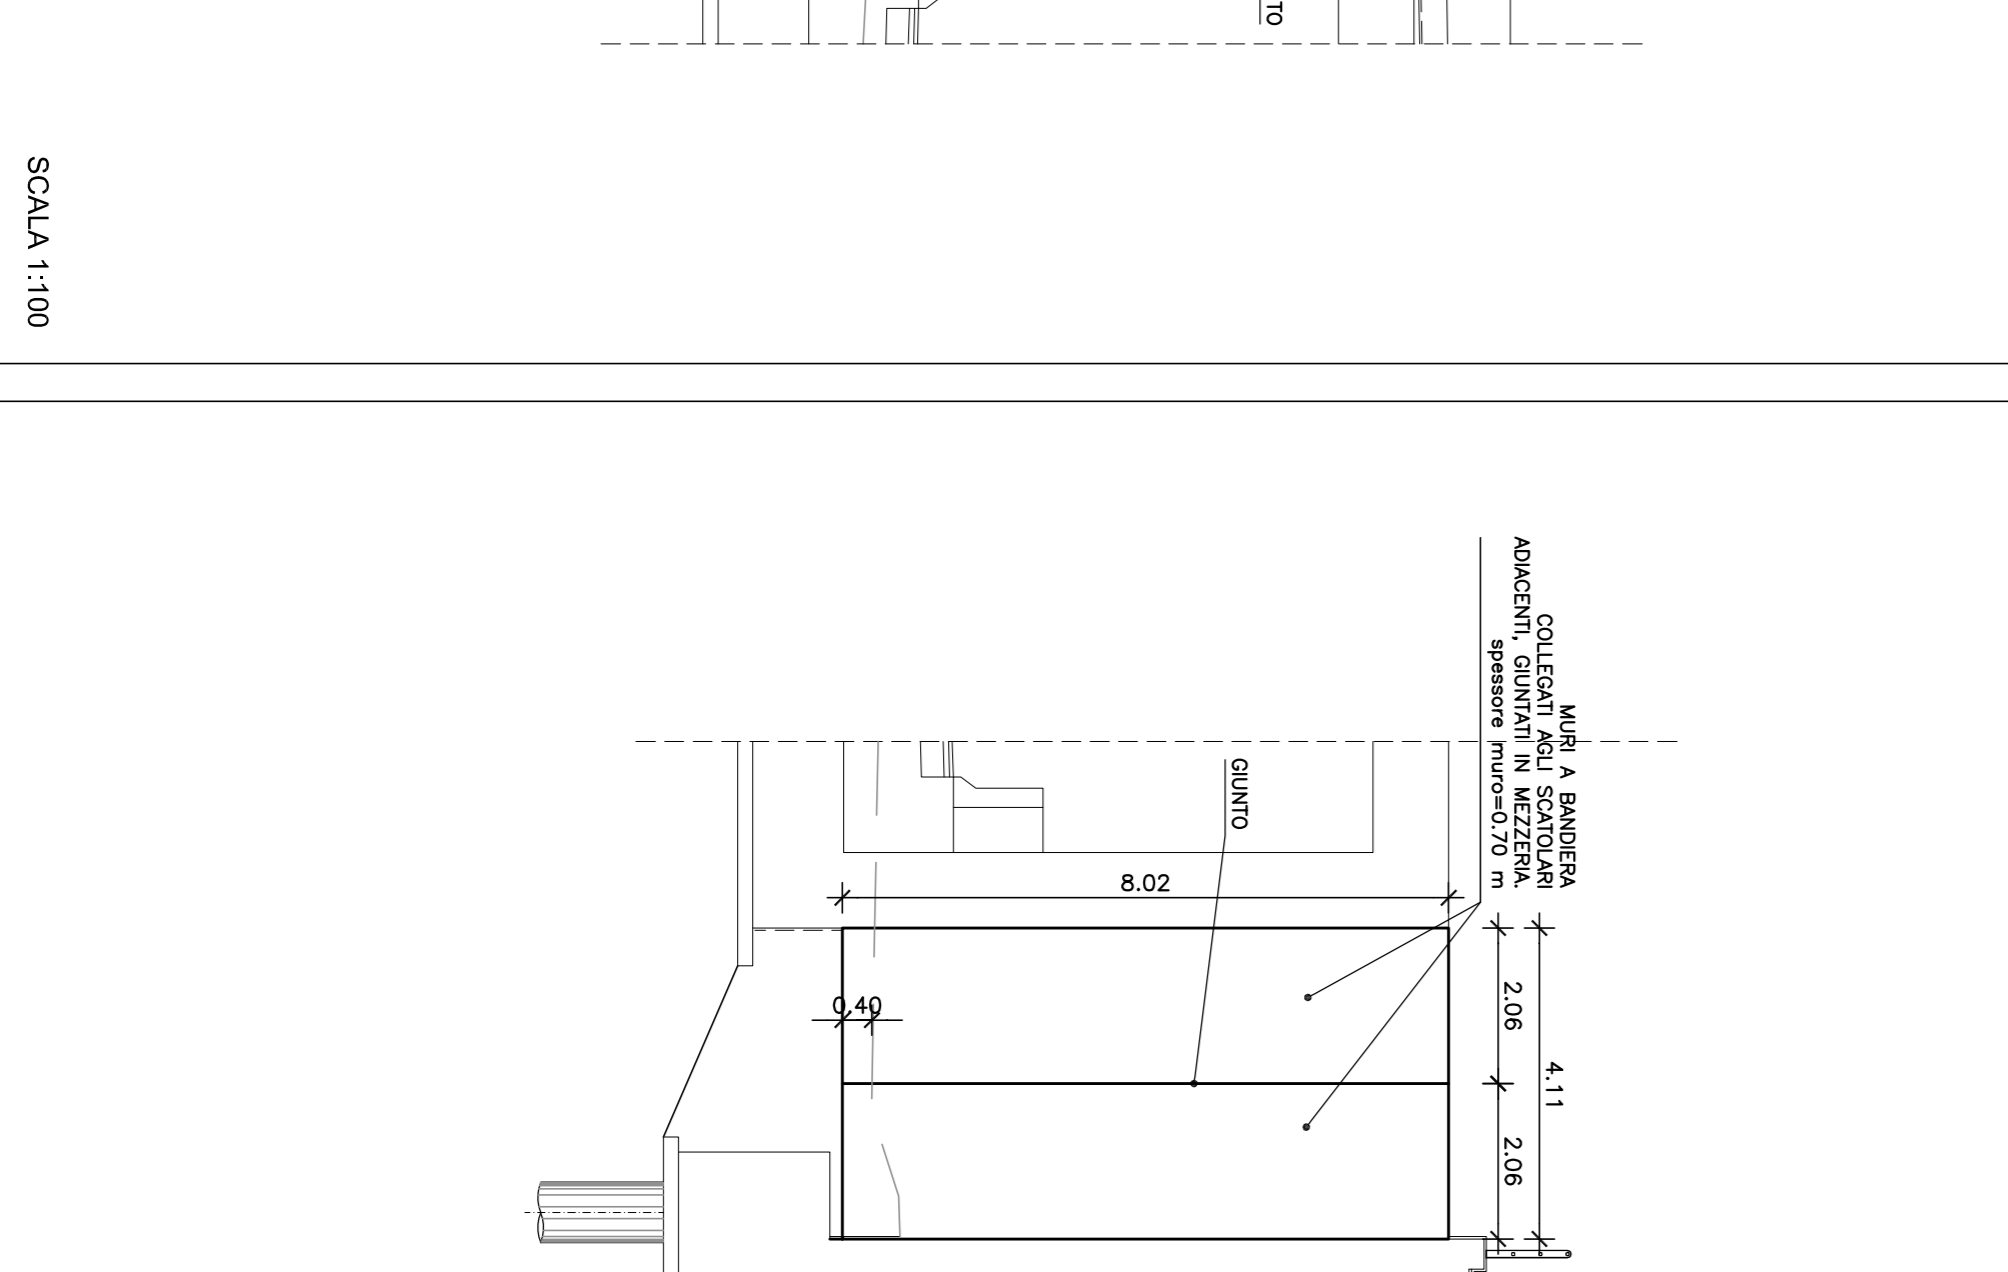 TO
SCALA 1:100
MURI A BANDIERA
COLLEGATI AGLI SCATOLARI
ADIACENTI, GIUNTATI IN MEZZERIA.
spessore muro=0.70 m
GIUNTO
8.02
0.40
2.06
4.11
2.06